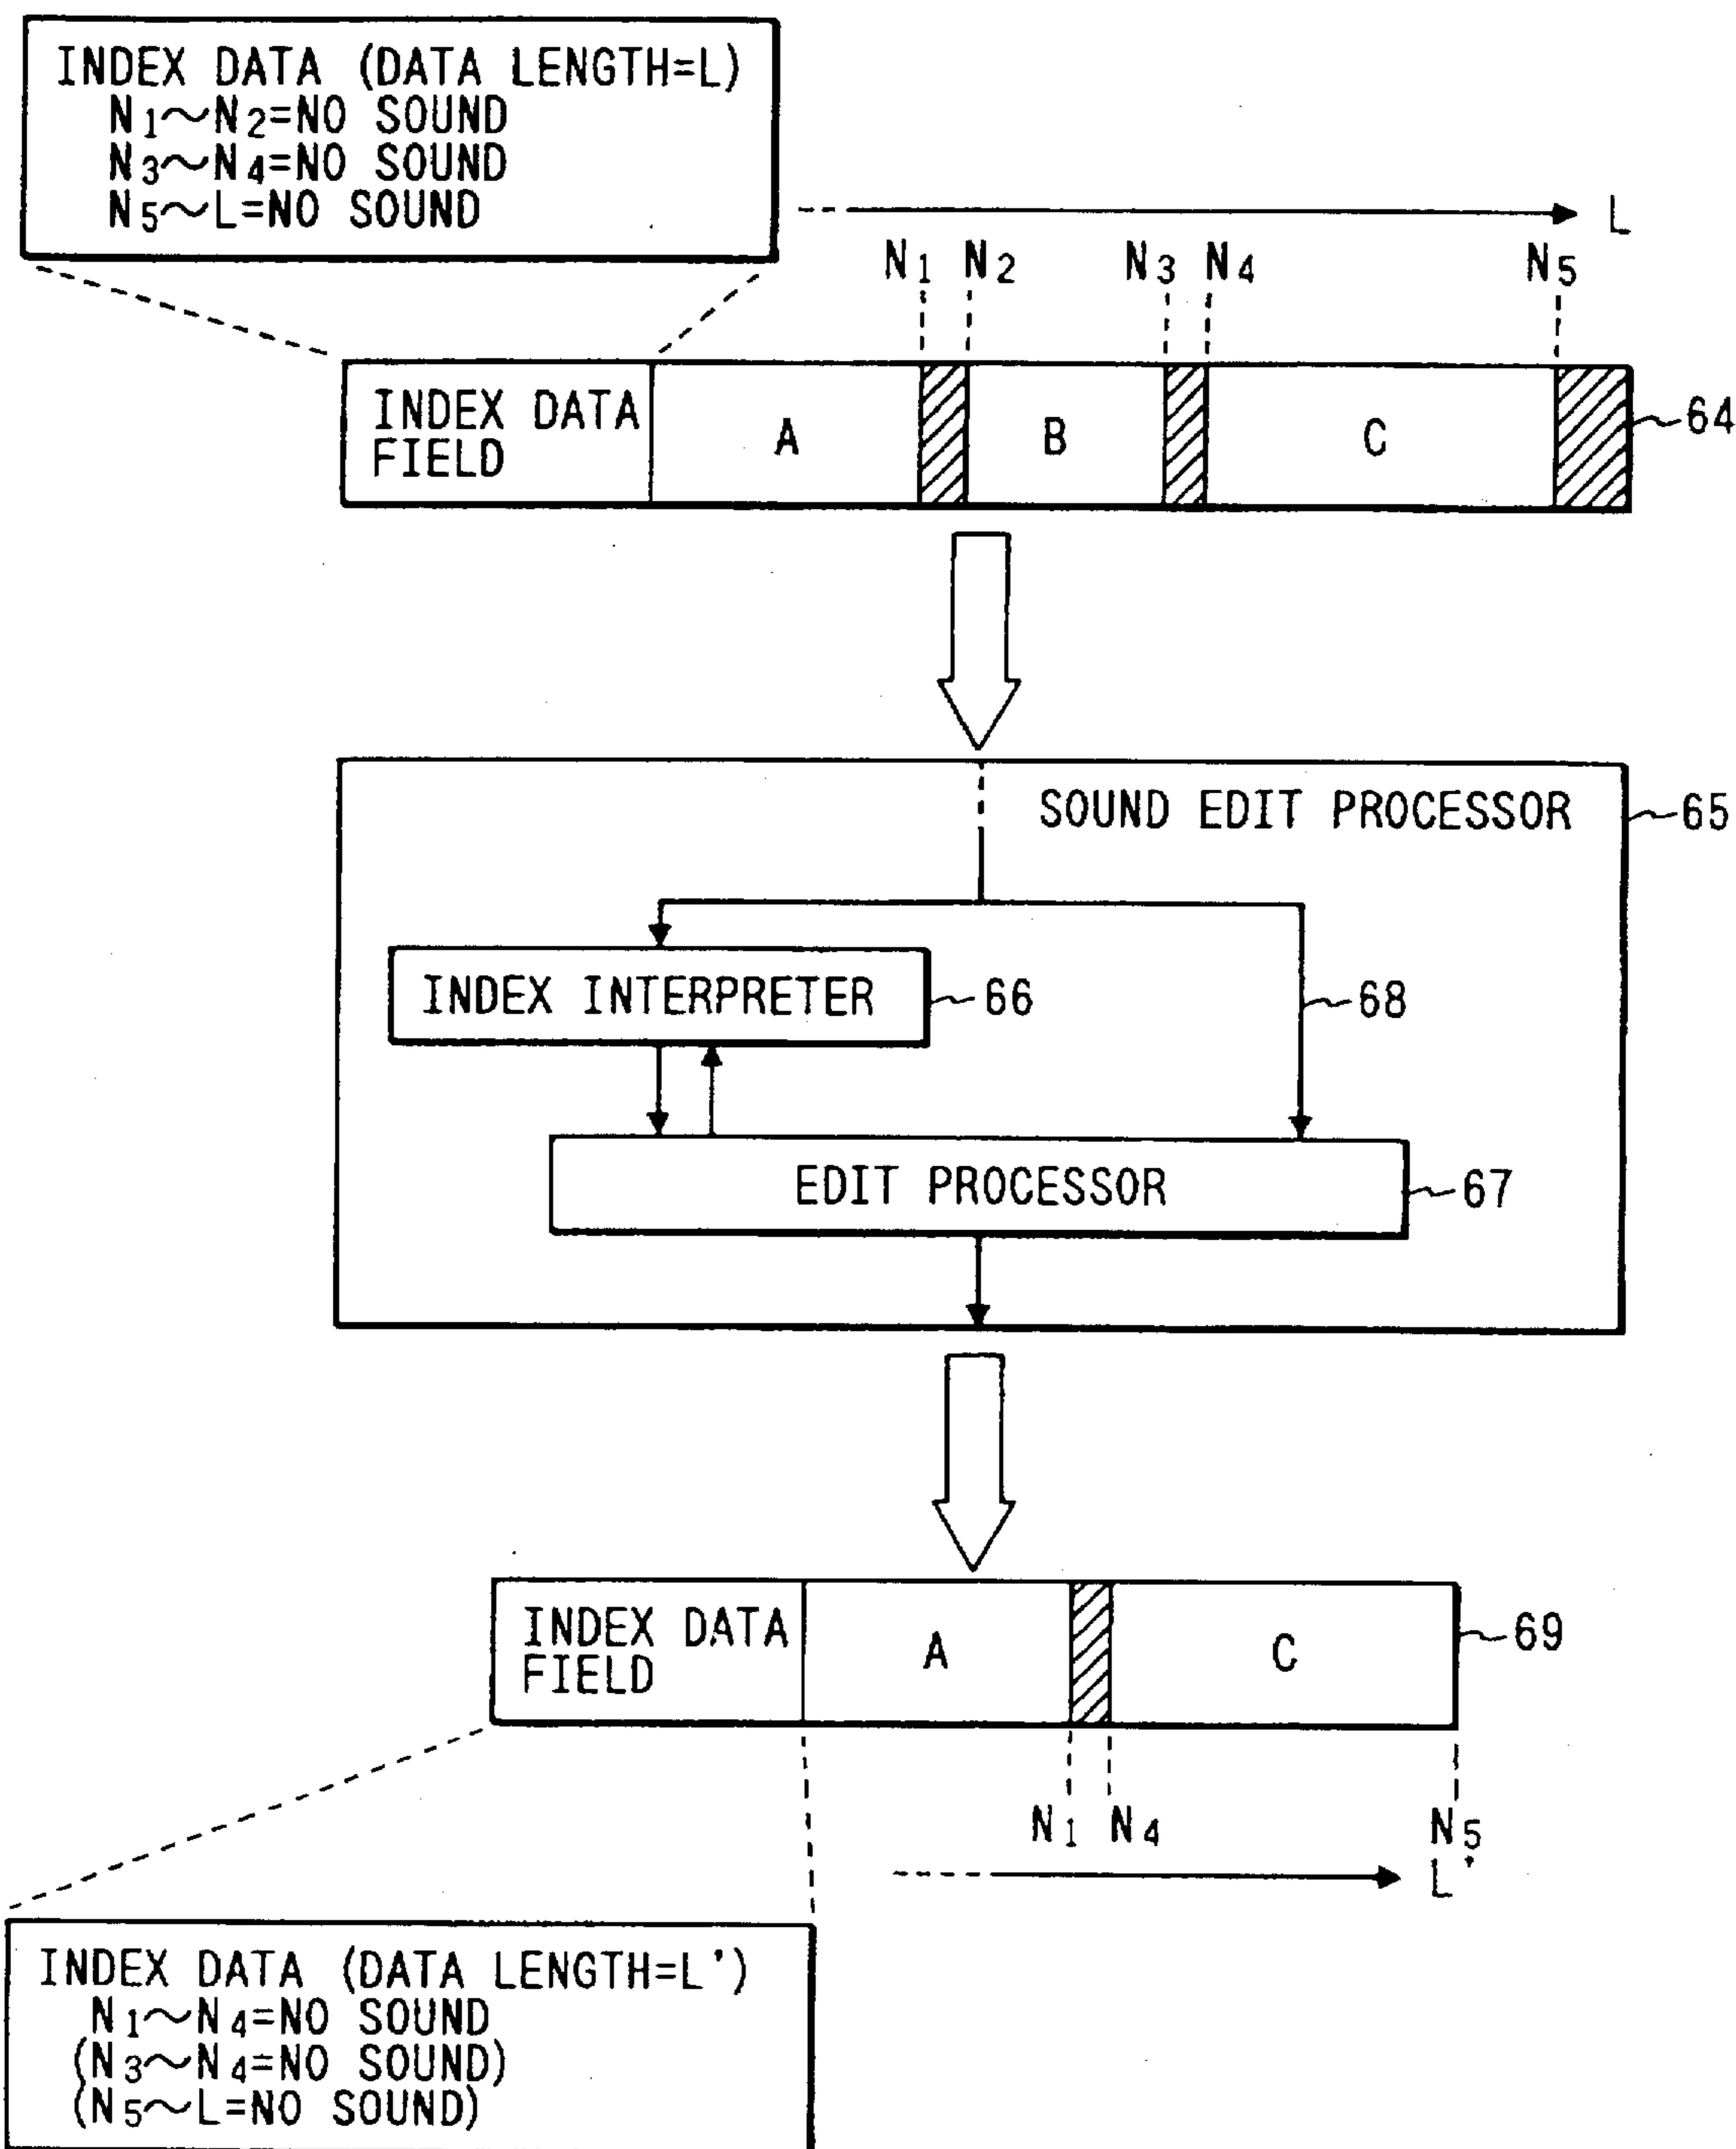 INDEX DATA (DATA LENGTH=L)
N1~N2=NO SOUND
N3~N4=NO SOUND
N5~L=NO SOUND
L
N1 N2 N3 N4 N5
INDEX DATA
FIELD
A
B
C
64
SOUND EDIT PROCESSOR
65
INDEX INTERPRETER
66
68
EDIT PROCESSOR
67
INDEX DATA
FIELD
A
C
69
N1 N4 N5
L'
INDEX DATA (DATA LENGTH=L')
N1~N4=NO SOUND
(N3~N4=NO SOUND)
(N5~L=NO SOUND)